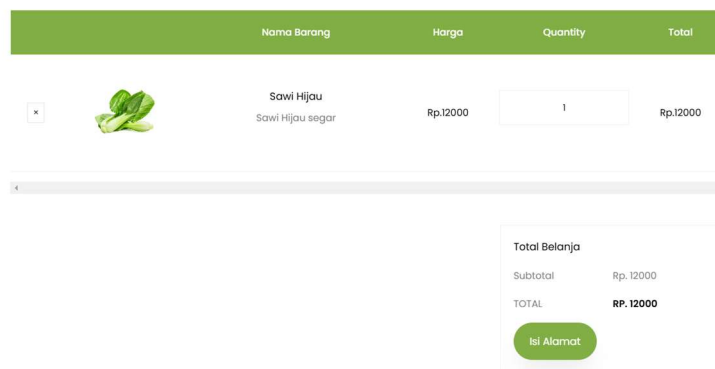 Nama Barang Harga Quantity Total
×
Sawi Hijau
Sawi Hijau segar
Rp.12000 1 Rp.12000
Total Belanja
Subtotal Rp. 12000
TOTAL RP. 12000
Isi Alamat